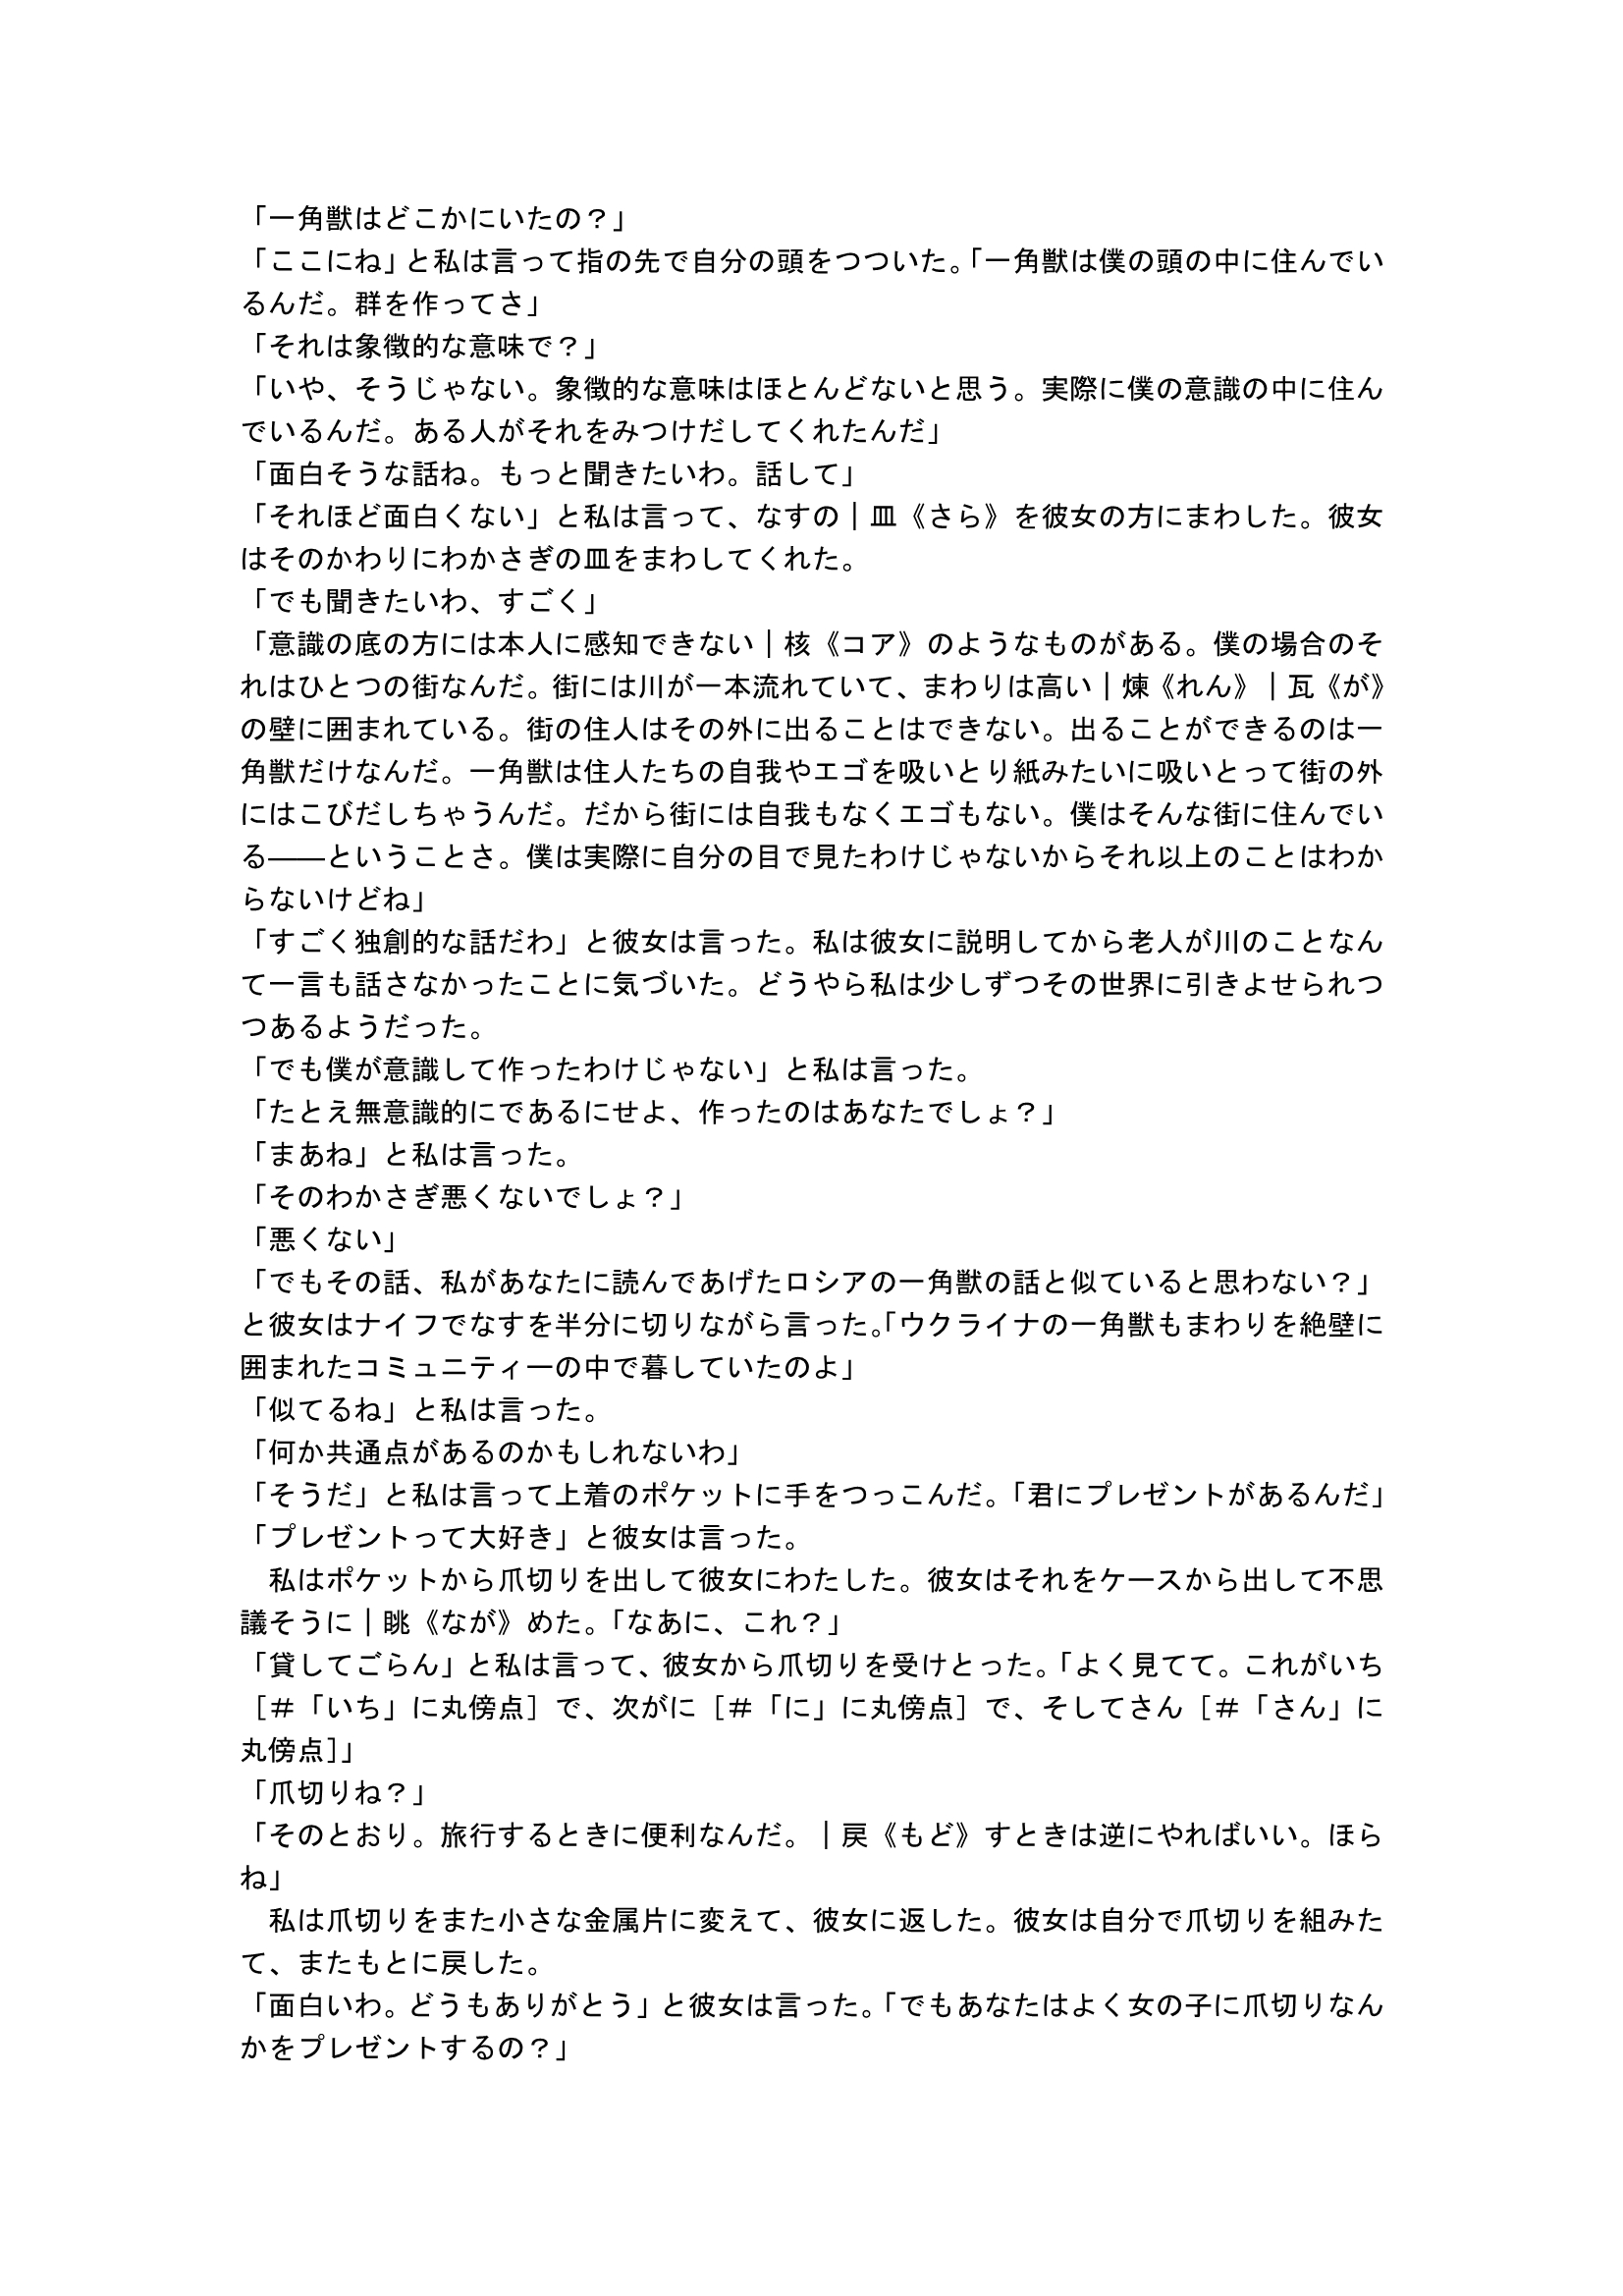 「一角獣はどこかにいたの？」
「ここにね」と私は言って指の先で自分の頭をつついた。「一角獣は僕の頭の中に住んでい
るんだ。群を作ってさ」
「それは象徴的な意味で？」
「いや、そうじゃない。象徴的な意味はほとんどないと思う。実際に僕の意識の中に住ん
でいるんだ。ある人がそれをみつけだしてくれたんだ」
「面白そうな話ね。もっと聞きたいわ。話して」
「それほど面白くない」と私は言って、なすの｜皿《さら》を彼女の方にまわした。彼女
はそのかわりにわかさぎの皿をまわしてくれた。
「でも聞きたいわ、すごく」
「意識の底の方には本人に感知できない｜核《コア》のようなものがある。僕の場合のそ
れはひとつの街なんだ。街には川が一本流れていて、まわりは高い｜煉《れん》｜瓦《が》
の壁に囲まれている。街の住人はその外に出ることはできない。出ることができるのは一
角獣だけなんだ。一角獣は住人たちの自我やエゴを吸いとり紙みたいに吸いとって街の外
にはこびだしちゃうんだ。だから街には自我もなくエゴもない。僕はそんな街に住んでい
る――ということさ。僕は実際に自分の目で見たわけじゃないからそれ以上のことはわか
らないけどね」
「すごく独創的な話だわ」と彼女は言った。私は彼女に説明してから老人が川のことなん
て一言も話さなかったことに気づいた。どうやら私は少しずつその世界に引きよせられつ
つあるようだった。
「でも僕が意識して作ったわけじゃない」と私は言った。
「たとえ無意識的にであるにせよ、作ったのはあなたでしょ？」
「まあね」と私は言った。
「そのわかさぎ悪くないでしょ？」
「悪くない」
「でもその話、私があなたに読んであげたロシアの一角獣の話と似ていると思わない？」
と彼女はナイフでなすを半分に切りながら言った。「ウクライナの一角獣もまわりを絶壁に
囲まれたコミュニティーの中で暮していたのよ」
「似てるね」と私は言った。
「何か共通点があるのかもしれないわ」
「そうだ」と私は言って上着のポケットに手をつっこんだ。「君にプレゼントがあるんだ」
「プレゼントって大好き」と彼女は言った。
　私はポケットから爪切りを出して彼女にわたした。彼女はそれをケースから出して不思
議そうに｜眺《なが》めた。「なあに、これ？」
「貸してごらん」と私は言って、彼女から爪切りを受けとった。「よく見てて。これがいち
［＃「いち」に丸傍点］で、次がに［＃「に」に丸傍点］で、そしてさん［＃「さん」に
丸傍点］」
「爪切りね？」
「そのとおり。旅行するときに便利なんだ。｜戻《もど》すときは逆にやればいい。ほら
ね」
　私は爪切りをまた小さな金属片に変えて、彼女に返した。彼女は自分で爪切りを組みた
て、またもとに戻した。
「面白いわ。どうもありがとう」と彼女は言った。「でもあなたはよく女の子に爪切りなん
かをプレゼントするの？」